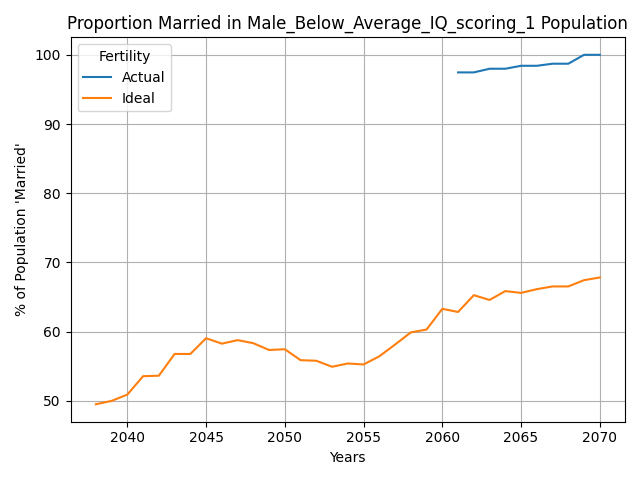 Proportion Married in Male_Below_Average_IQ_scoring_1 Population
Fertility
Actual
Ideal
% of Population 'Married'
100
90
80
70
60
50
2040
2045
2050
2055
2060
2065
2070
Years